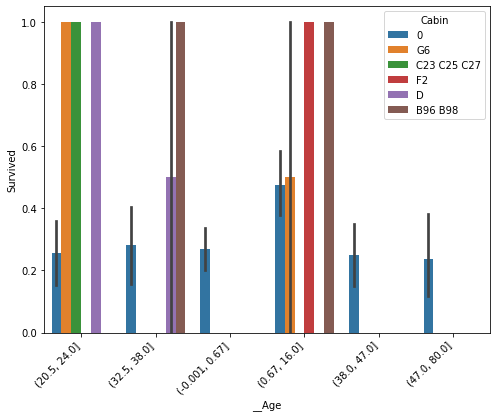 1.0
0.8
0.6
0.4
0.2
0.0
Survived
Cabin
0
G6
C23 C25 C27
F2
D
B96 B98
(20.5, 24.0]
(32.5, 38.0]
(-0.001, 0.67]
(0.67, 16.0]
(38.0, 47.0]
(47.0, 80.0]
__Age